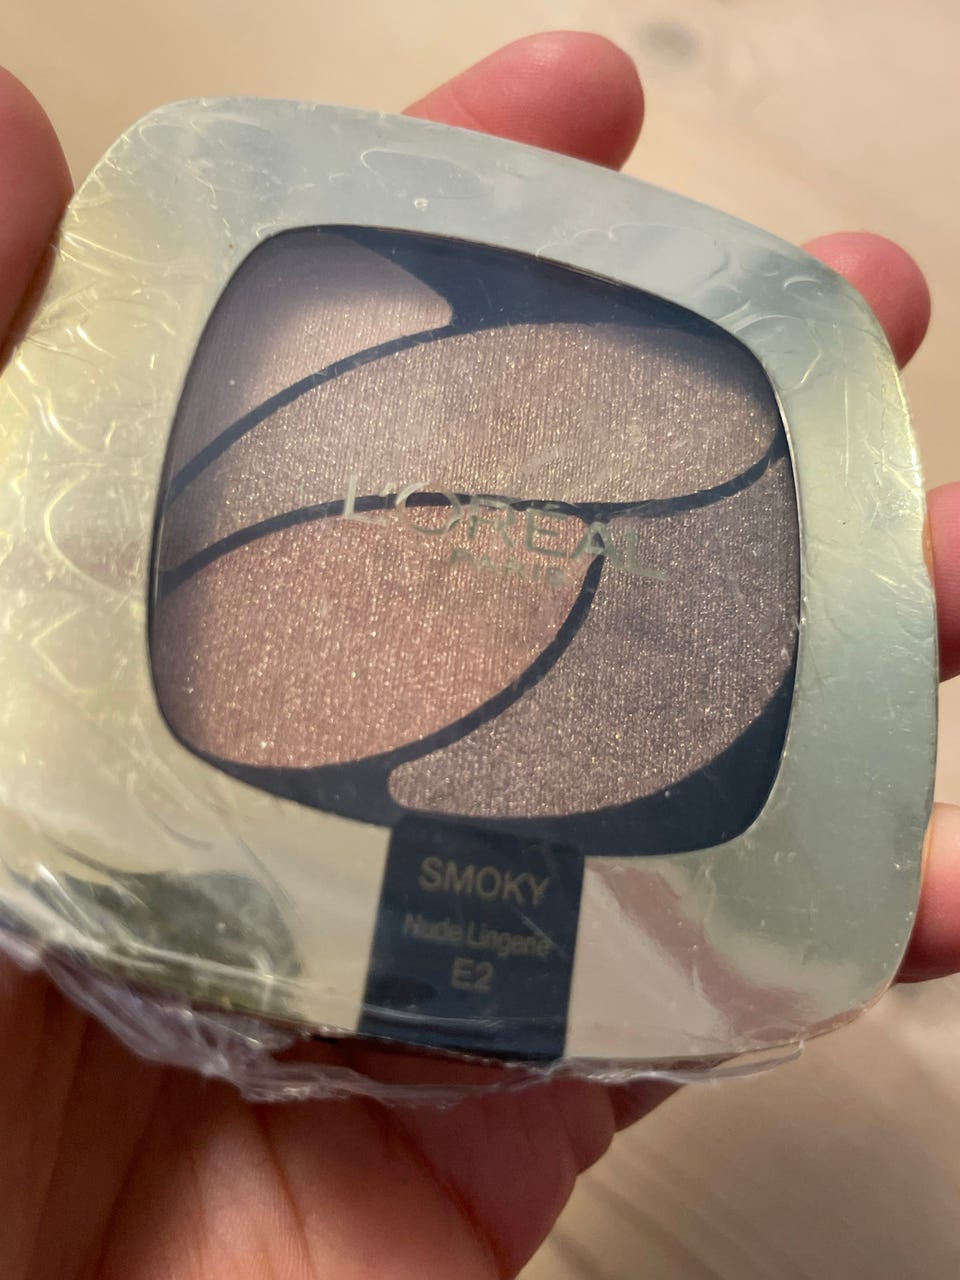 L'ORÉAL
PARIS
SMOKY
Nude Lingerie
E2